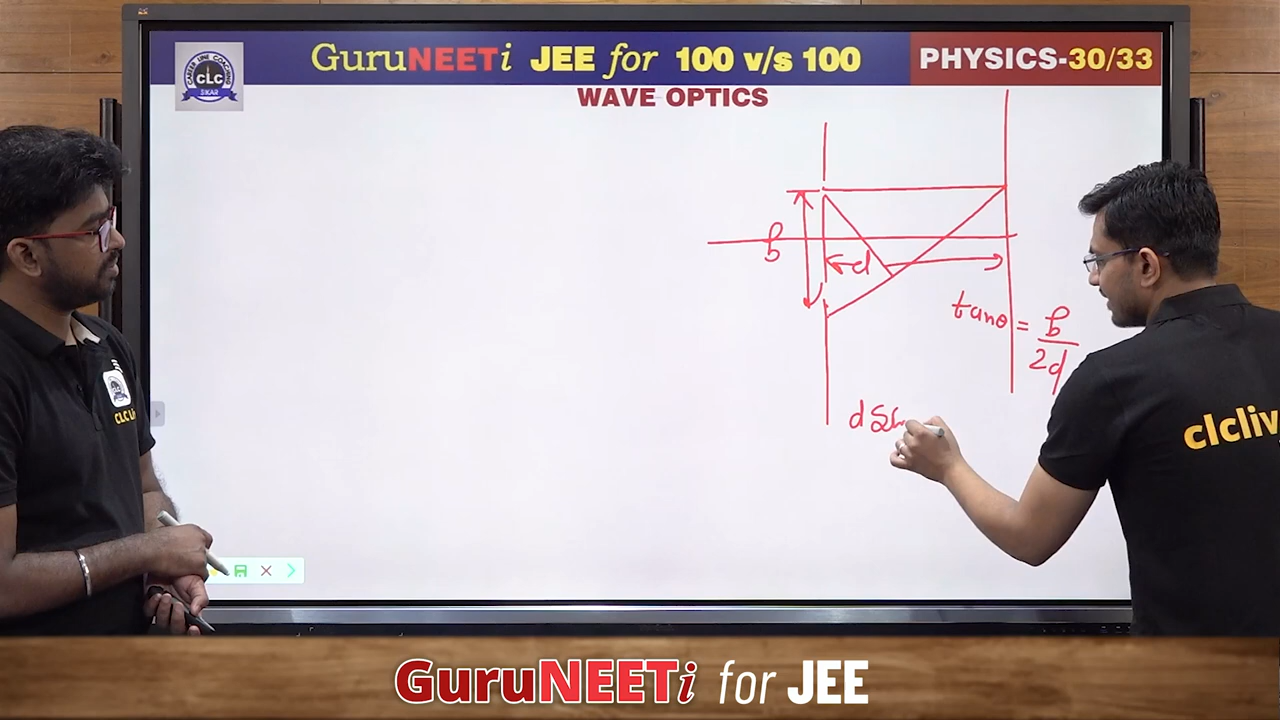 GuruNEETi JEE for 100 v/s 100
PHYSICS-30/33
CAREER LINE COACHING
CLC
SIKAR
WAVE OPTICS
b
d
tanθ = b/2d
d
CLC Li
clcliv
GuruNEETi for JEE